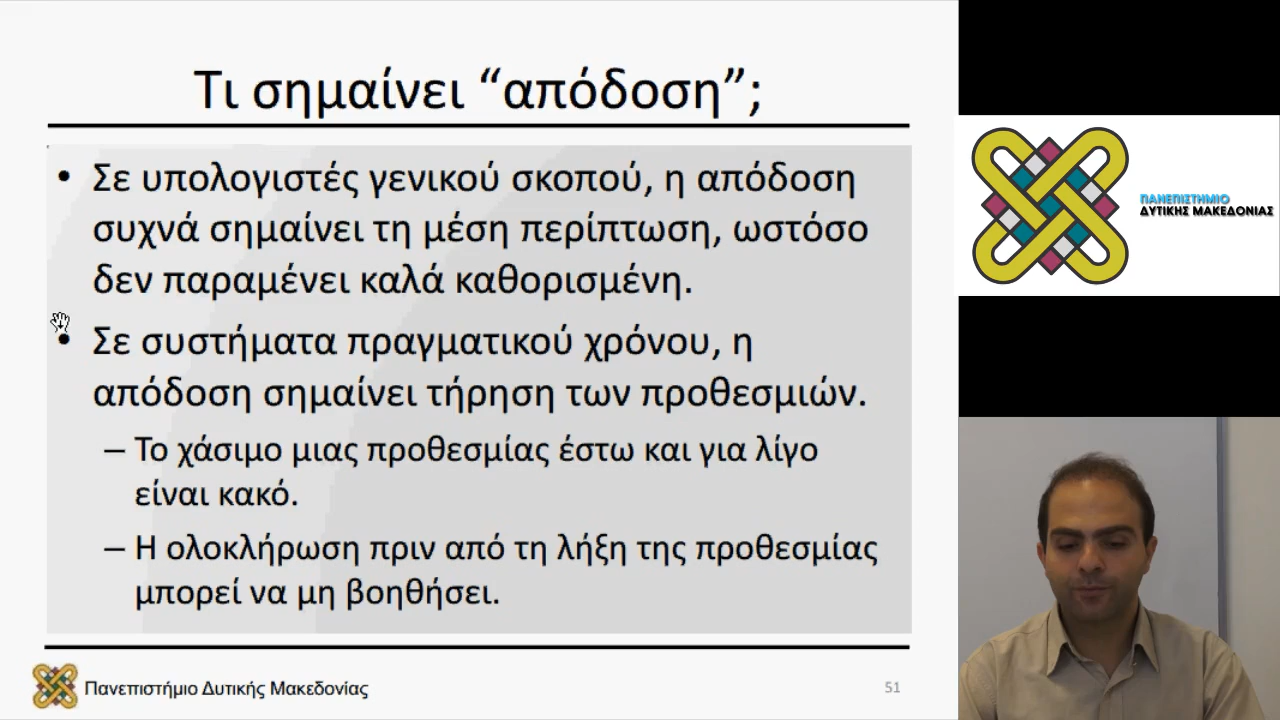 Τι σημαίνει “απόδοση”;
• Σε υπολογιστές γενικού σκοπού, η απόδοση
συχνά σημαίνει τη μέση περίπτωση, ωστόσο
δεν παραμένει καλά καθορισμένη.
• Σε συστήματα πραγματικού χρόνου, η
απόδοση σημαίνει τήρηση των προθεσμιών.
– Το χάσιμο μιας προθεσμίας έστω και για λίγο
είναι κακό.
– Η ολοκλήρωση πριν από τη λήξη της προθεσμίας
μπορεί να μη βοηθήσει.
Πανεπιστήμιο Δυτικής Μακεδονίας
51
ΠΑΝΕΠΙΣΤΗΜΙΟ
ΔΥΤΙΚΗΣ ΜΑΚΕΔΟΝΙΑΣ